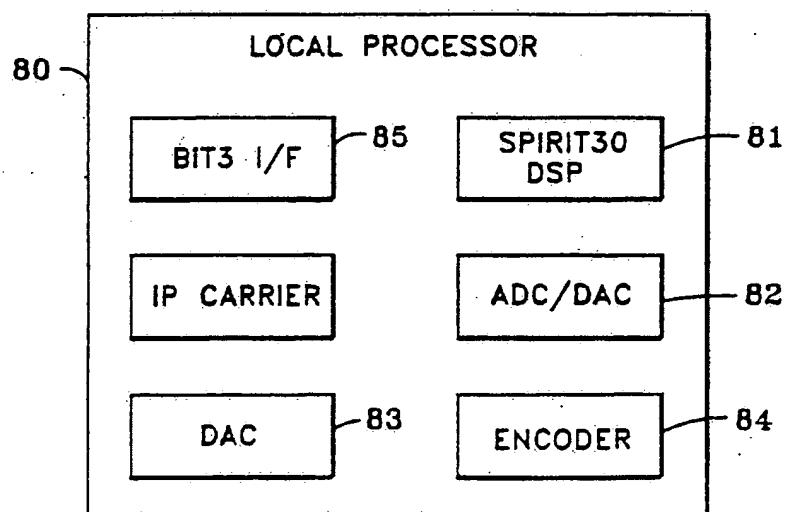 LOCAL PROCESSOR
80
BIT3 I/F
85
SPIRIT30
DSP
81
IP CARRIER
ADC/DAC
82
DAC
83
ENCODER
84